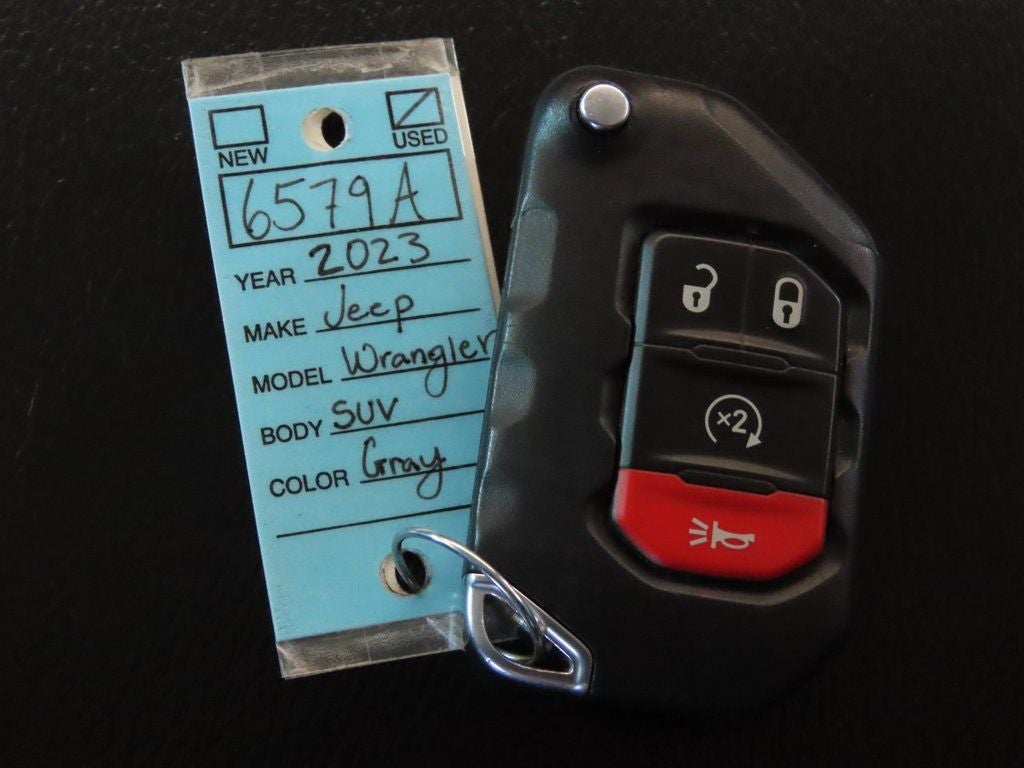 NEW USED
6579A
YEAR 2023
MAKE Jeep
MODEL Wrangler
BODY SUV
COLOR Gray
×2